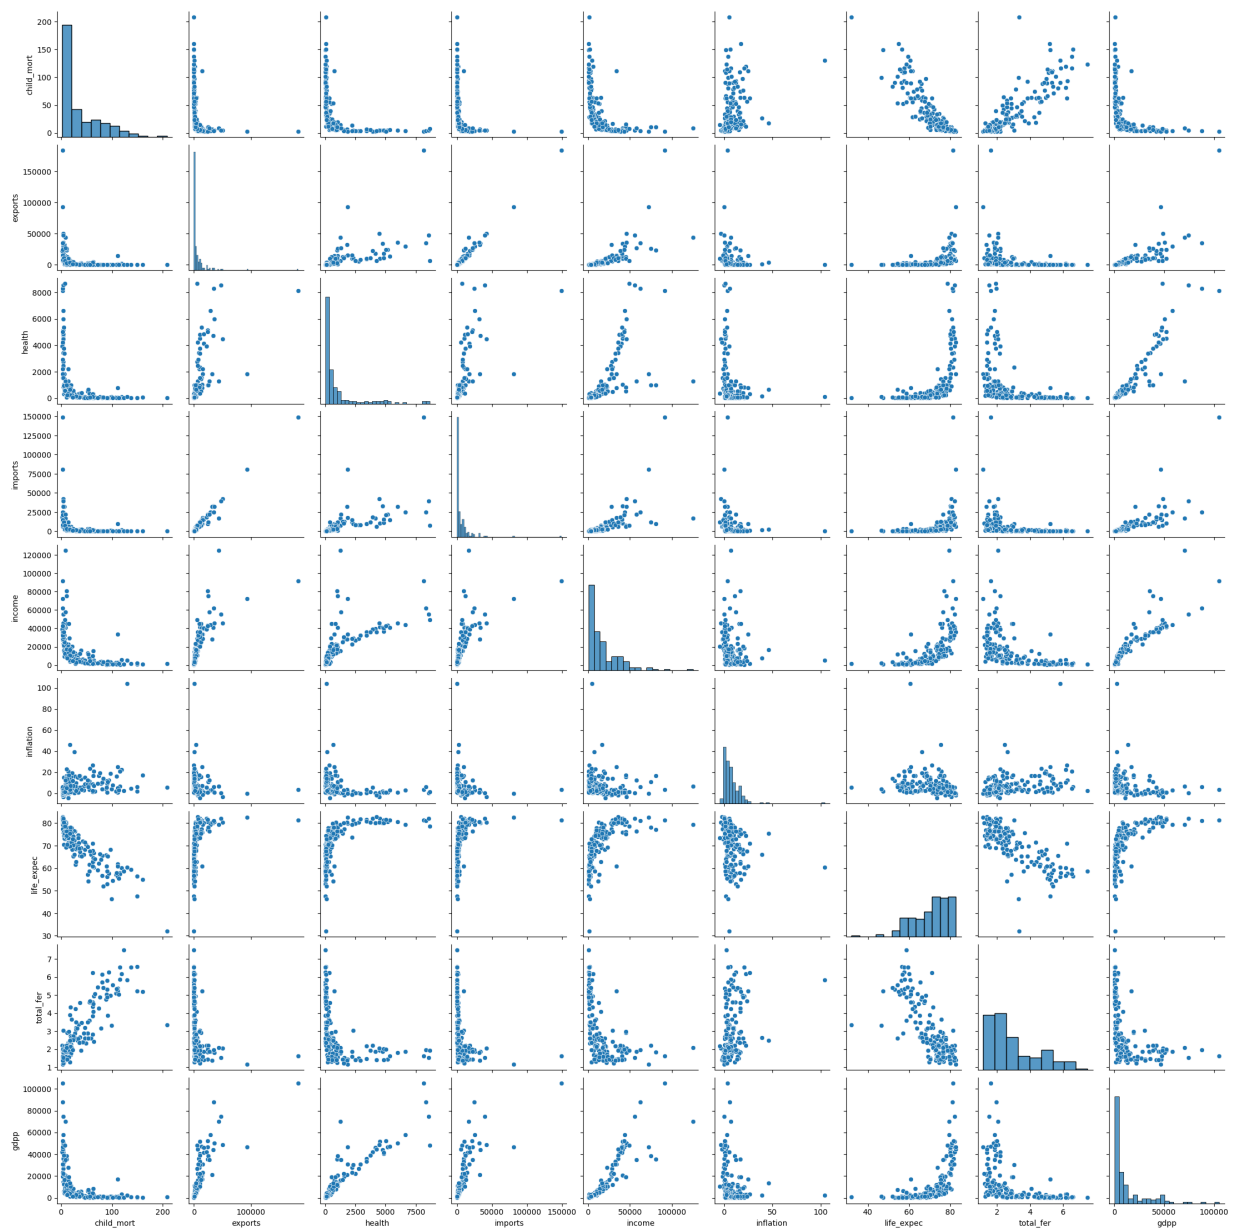 200
150
100
50
0
child_mort
150000
100000
50000
0
exports
8000
6000
4000
2000
0
health
150000
125000
100000
75000
50000
25000
0
imports
120000
100000
80000
60000
40000
20000
0
income
100
80
60
40
20
0
inflation
80
70
60
50
40
30
life_expec
7
6
5
4
3
2
1
total_fer
100000
80000
60000
40000
20000
0
gdpp
0 100 200
child_mort
0 100000
exports
0 2500 5000 7500
health
0 50000 100000 150000
imports
0 50000 100000
income
0 50 100
inflation
40 60 80
life_expec
2 4 6
total_fer
0 50000 100000
gdpp